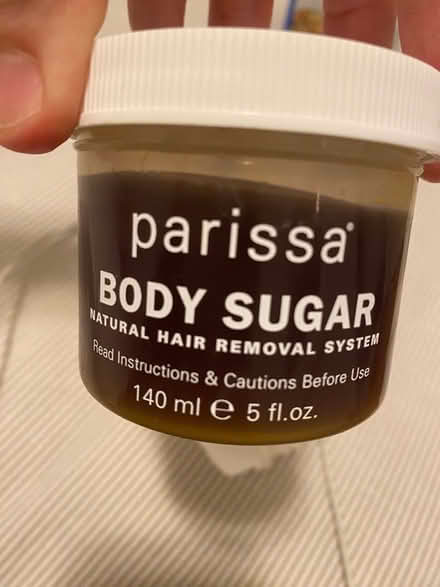 parissa®
BODY SUGAR
NATURAL HAIR REMOVAL SYSTEM
Read Instructions & Cautions Before Use
140 ml ℮ 5 fl.oz.